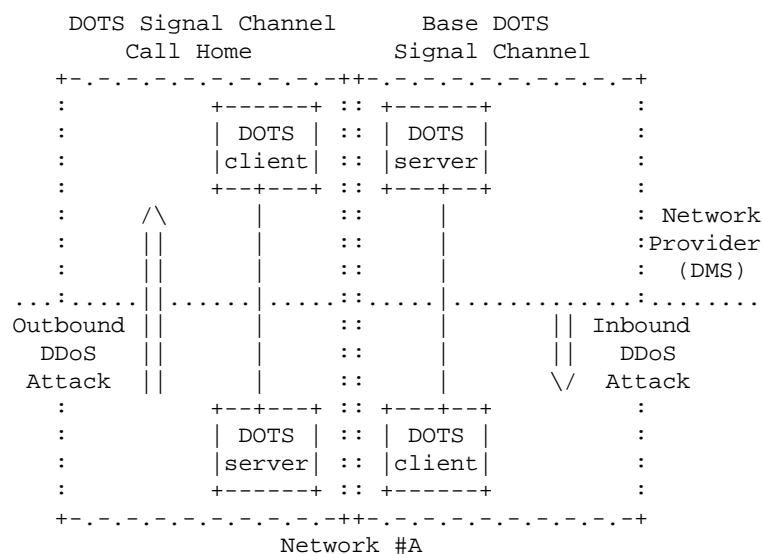 DOTS Signal Channel Base DOTS
Call Home Signal Channel
+-.-.-.-.-.-.-.-.-++-.-.-.-.-.-.-.-.-+
: +------+ :: +------+ :
: | DOTS | :: | DOTS | :
: |client| :: |server| :
: +--+---+ :: +---+--+ :
: /\ | :: | : Network
: || | :: | :Provider
: || | :: | : (DMS)
...:.....||......|.....::.....|.............:........
Outbound || | :: | || Inbound
DDoS || | :: | || DDoS
Attack || | :: | \/ Attack
: +--+---+ :: +---+--+ :
: | DOTS | :: | DOTS | :
: |server| :: |client| :
: +------+ :: +------+ :
+-.-.-.-.-.-.-.-.-++-.-.-.-.-.-.-.-.-+
Network #A